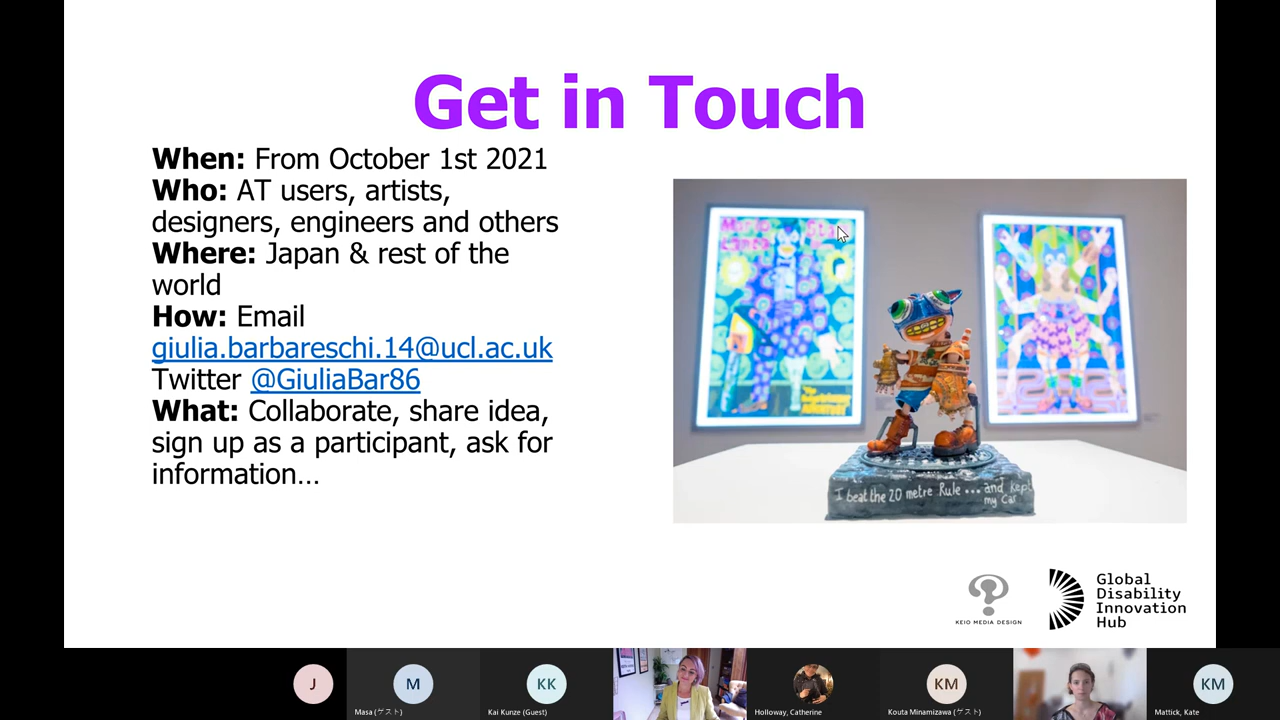 Get in Touch
When: From October 1st 2021
Who: AT users, artists,
designers, engineers and others
Where: Japan & rest of the
world
How: Email
giulia.barbareschi.14@ucl.ac.uk
Twitter @GiuliaBar86
What: Collaborate, share idea,
sign up as a participant, ask for
information…
I beat the 20 metre Rule ... and kept
my Car
KEIO MEDIA DESIGN
Global
Disability
Innovation
Hub
J
M
KK
KM
KM
Masa (ゲスト)
Kai Kunze (Guest)
Holloway, Catherine
Kouta Minamizawa (ゲスト)
Mattick, Kate